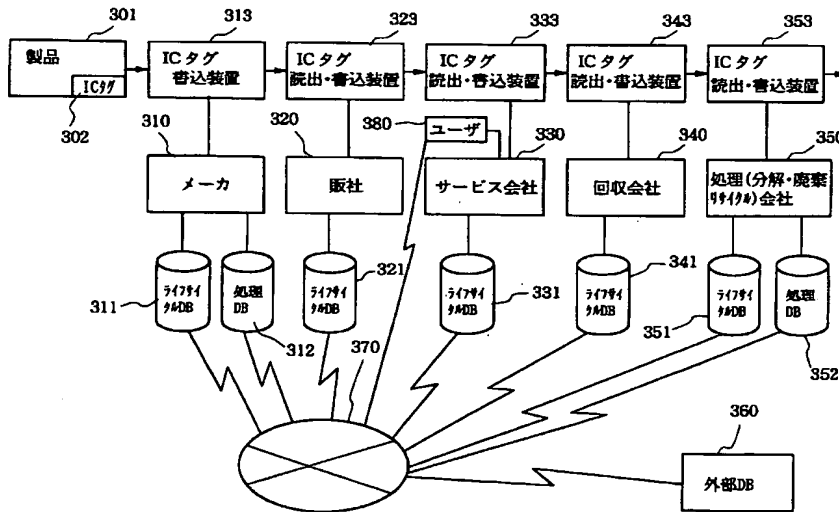 301
313
323
333
343
353
製品
ICタグ
302
ICタグ
書込装置
ICタグ
読出・書込装置
ICタグ
読出・書込装置
ICタグ
読出・書込装置
ICタグ
読出・書込装置
310
320
380
ユーザ
330
340
350
メーカ
販社
サービス会社
回収会社
処理(分解・廃棄
リサイクル)会社
311
ライフサイ
クルDB
処理
DB
312
321
ライフサイ
クルDB
331
ライフサイ
クルDB
341
ライフサイ
クルDB
351
ライフサイ
クルDB
処理
DB
352
370
360
外部DB